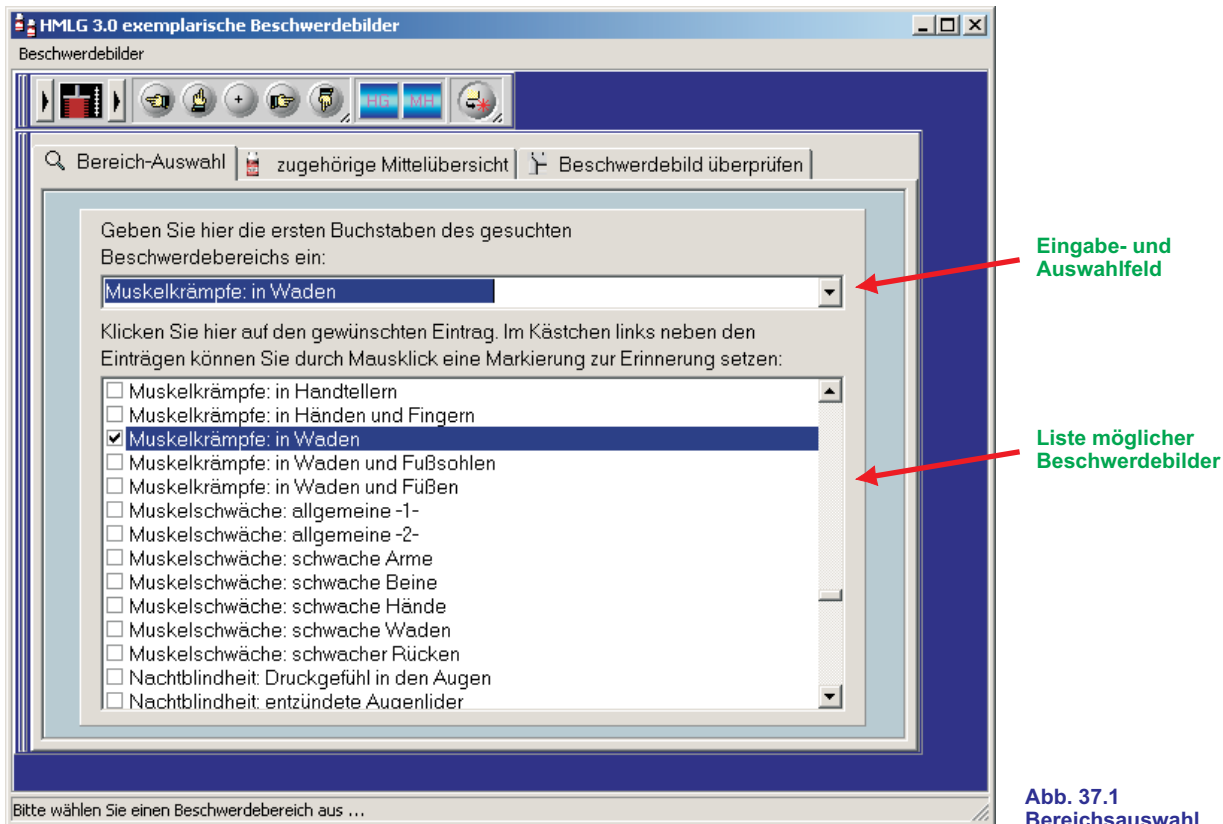 HMLG 3.0 exemplarische Beschwerdebilder
Beschwerdebilder
HG MH
Bereich-Auswahl zugehörige Mittelübersicht Beschwerdebild überprüfen
Geben Sie hier die ersten Buchstaben des gesuchten
Beschwerdebereichs ein:
Muskelkrämpfe: in Waden
Klicken Sie hier auf den gewünschten Eintrag. Im Kästchen links neben den
Einträgen können Sie durch Mausklick eine Markierung zur Erinnerung setzen:
Muskelkrämpfe: in Handtellern
Muskelkrämpfe: in Händen und Fingern
Muskelkrämpfe: in Waden
Muskelkrämpfe: in Waden und Fußsohlen
Muskelkrämpfe: in Waden und Füßen
Muskelschwäche: allgemeine -1-
Muskelschwäche: allgemeine -2-
Muskelschwäche: schwache Arme
Muskelschwäche: schwache Beine
Muskelschwäche: schwache Hände
Muskelschwäche: schwache Waden
Muskelschwäche: schwacher Rücken
Nachtblindheit: Druckgefühl in den Augen
Nachtblindheit: entzündete Augenlider
Bitte wählen Sie einen Beschwerdebereich aus ...
Eingabe- und
Auswahlfeld
Liste möglicher
Beschwerdebilder
Abb. 37.1
Bereichsauswahl